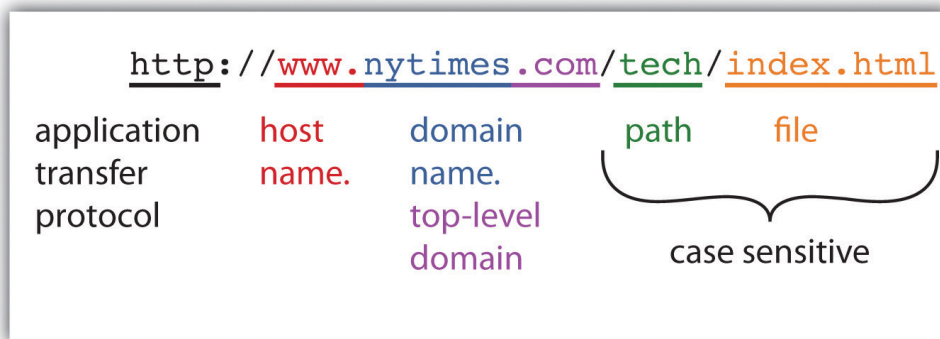 http://www.nytimes.com/tech/index.html
application transfer protocol
host name.
domain name.
top-level domain
path
file
case sensitive